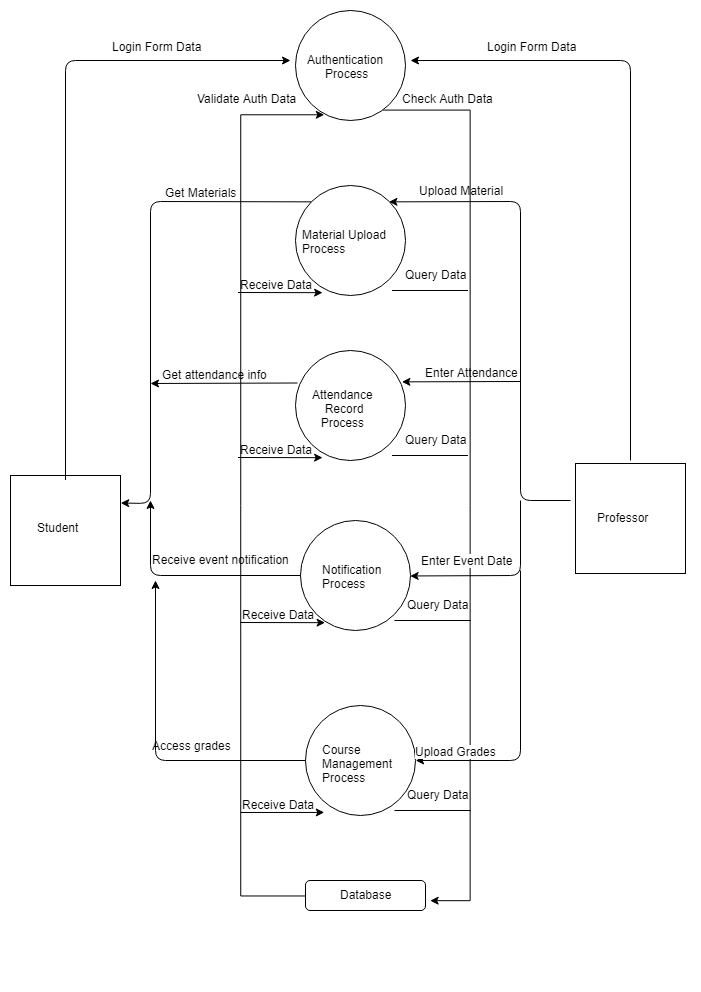 Login Form Data
Login Form Data
Authentication
Process
Validate Auth Data
Check Auth Data
Get Materials
Upload Material
Material Upload
Process
Receive Data
Query Data
Get attendance info
Enter Attendance
Attendance
Record
Process
Receive Data
Query Data
Student
Professor
Receive event notification
Enter Event Date
Notification
Process
Receive Data
Query Data
Access grades
Upload Grades
Course
Management
Process
Receive Data
Query Data
Database